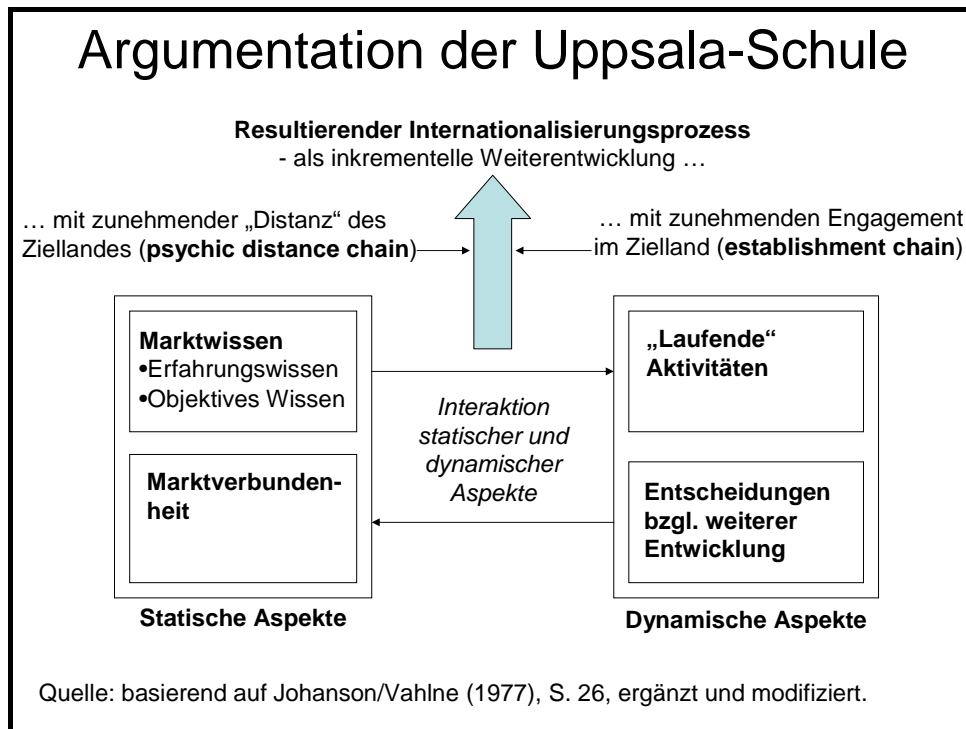 Argumentation der Uppsala-Schule
Resultierender Internationalisierungsprozess
- als inkrementelle Weiterentwicklung …
… mit zunehmender „Distanz“ des
Ziellandes (psychic distance chain)
… mit zunehmenden Engagement
im Zielland (establishment chain)
Marktwissen
•Erfahrungswissen
•Objektives Wissen
Marktverbunden-
heit
Statische Aspekte
Interaktion
statischer und
dynamischer
Aspekte
„Laufende“
Aktivitäten
Entscheidungen
bzgl. weiterer
Entwicklung
Dynamische Aspekte
Quelle: basierend auf Johanson/Vahlne (1977), S. 26, ergänzt und modifiziert.